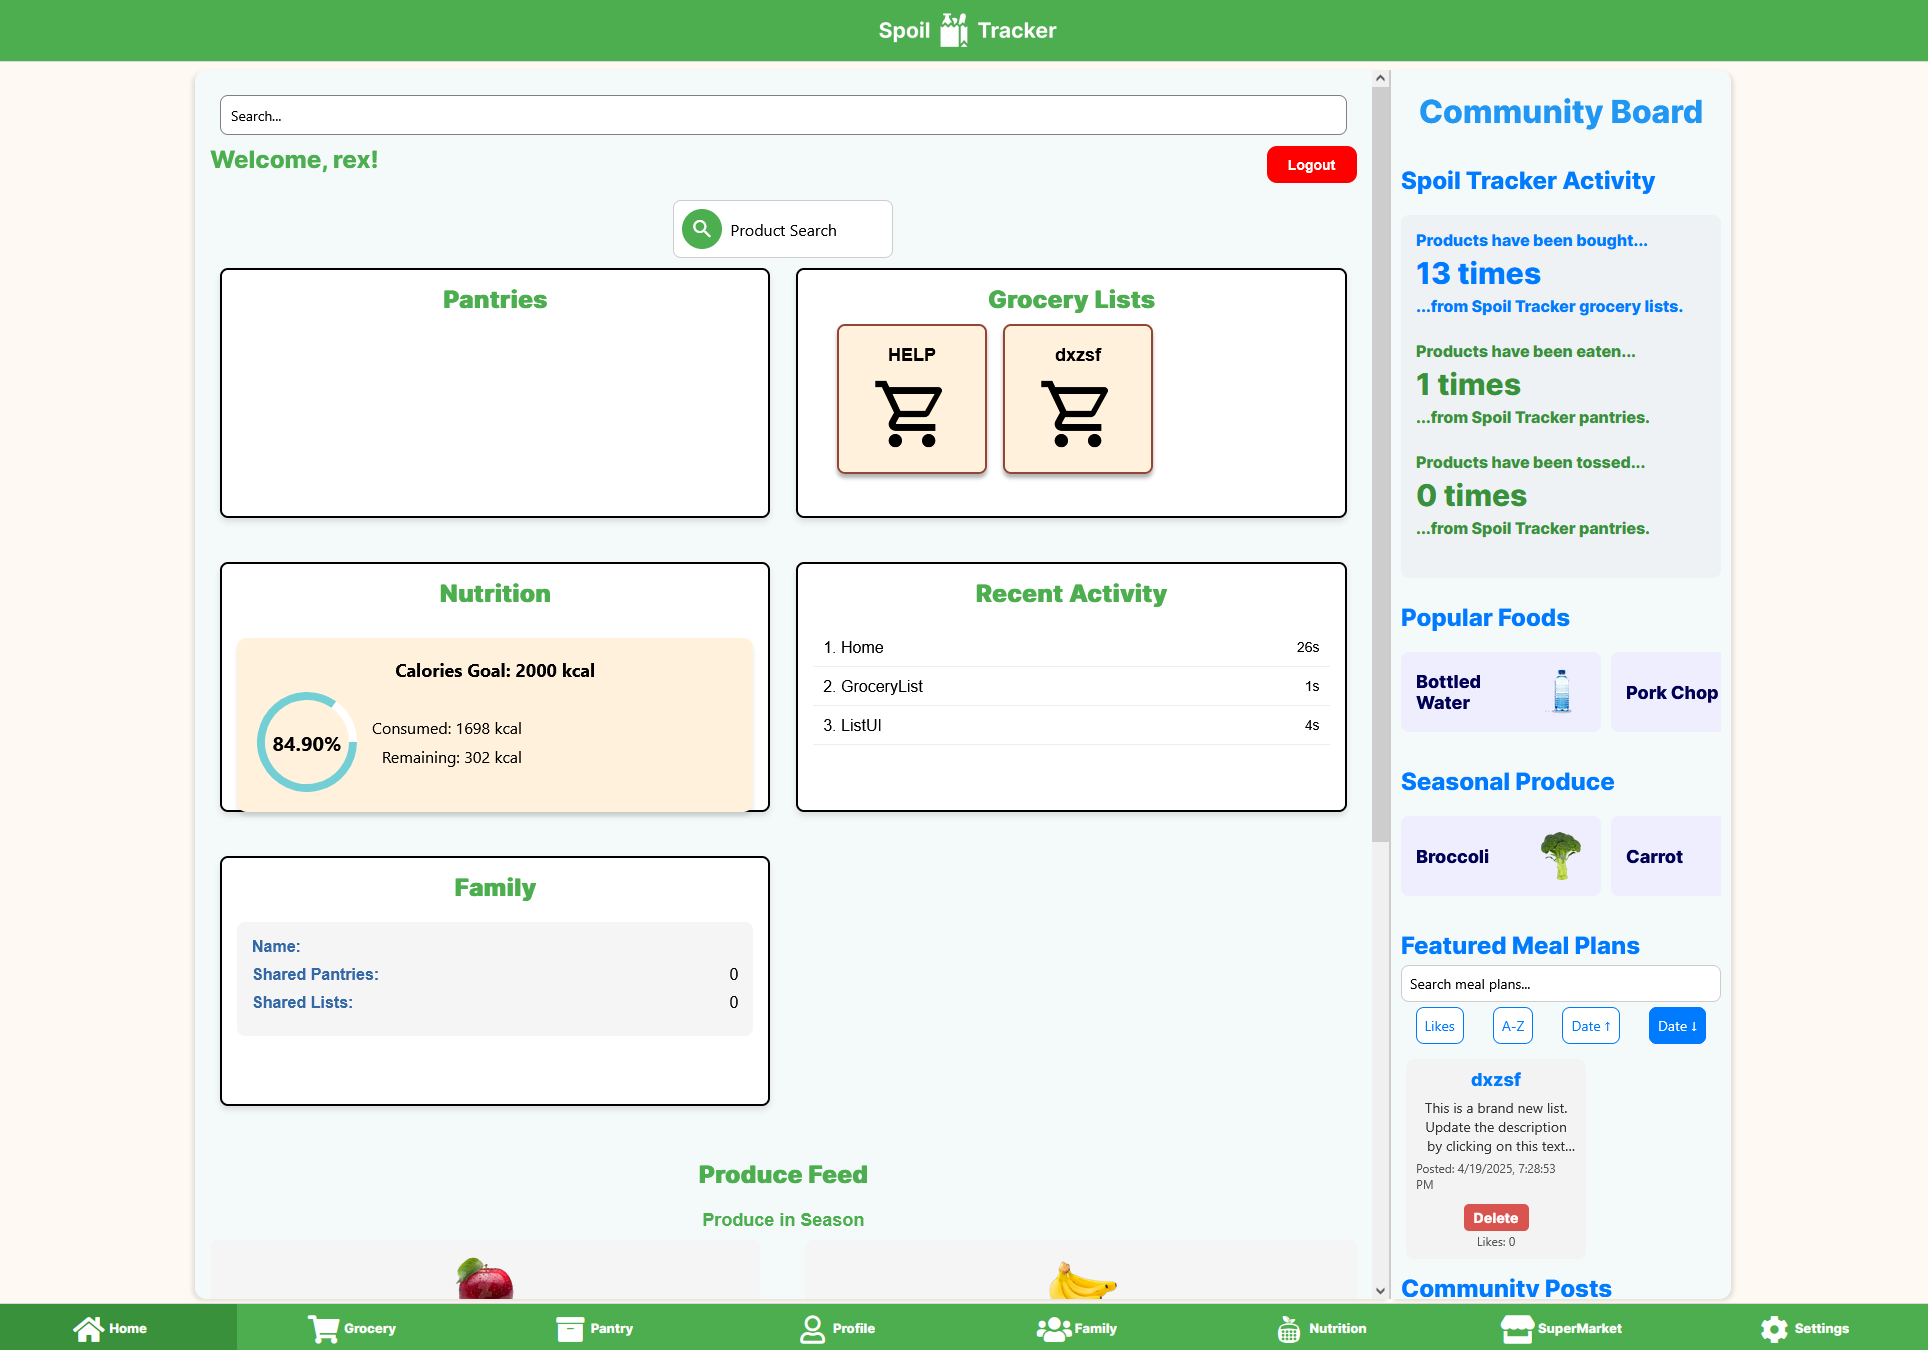 Spoil Tracker
Search...
Welcome, rex!
Logout
Product Search
Pantries
Grocery Lists
HELP
dxzsf
Nutrition
Calories Goal: 2000 kcal
84.90%
Consumed: 1698 kcal
Remaining: 302 kcal
Recent Activity
1. Home 26s
2. GroceryList 1s
3. ListUI 4s
Family
Name:
Shared Pantries: 0
Shared Lists: 0
Produce Feed
Produce in Season
Community Board
Spoil Tracker Activity
Products have been bought...
13 times
...from Spoil Tracker grocery lists.
Products have been eaten...
1 times
...from Spoil Tracker pantries.
Products have been tossed...
0 times
...from Spoil Tracker pantries.
Popular Foods
Bottled
Water
Pork Chop
Seasonal Produce
Broccoli
Carrot
Featured Meal Plans
Search meal plans...
Likes A-Z Date ↑ Date ↓
dxzsf
This is a brand new list.
Update the description
by clicking on this text...
Posted: 4/19/2025, 7:28:53
PM
Delete
Likes: 0
Community Posts
Home Grocery Pantry Profile Family Nutrition SuperMarket Settings